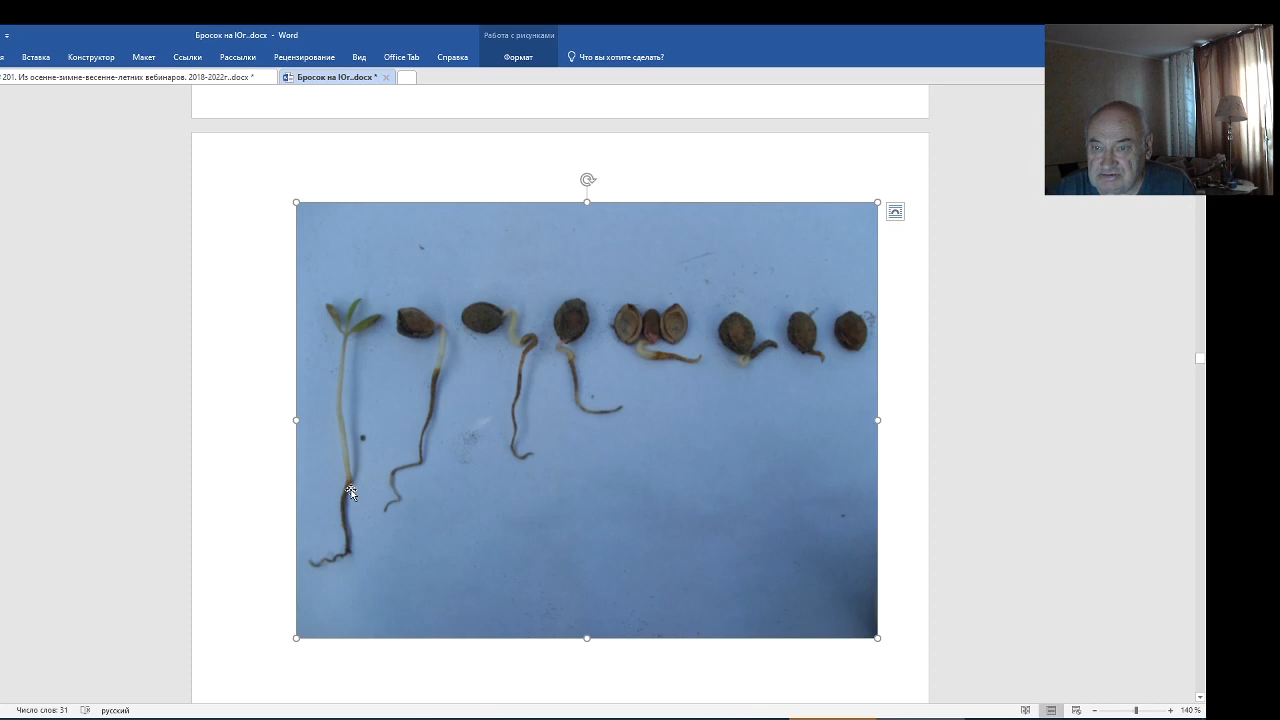 Бросок на Юг..docx - Word
Работа с рисунками
я Вставка Конструктор Макет Ссылки Рассылки Рецензирование Вид Office Tab Справка Формат Что вы хотите сделать?
201. Из осенне-зимне-весенне-летних вебинаров. 2018-2022г..docx *
Бросок на Юг..docx *
Число слов: 31 русский 140 %